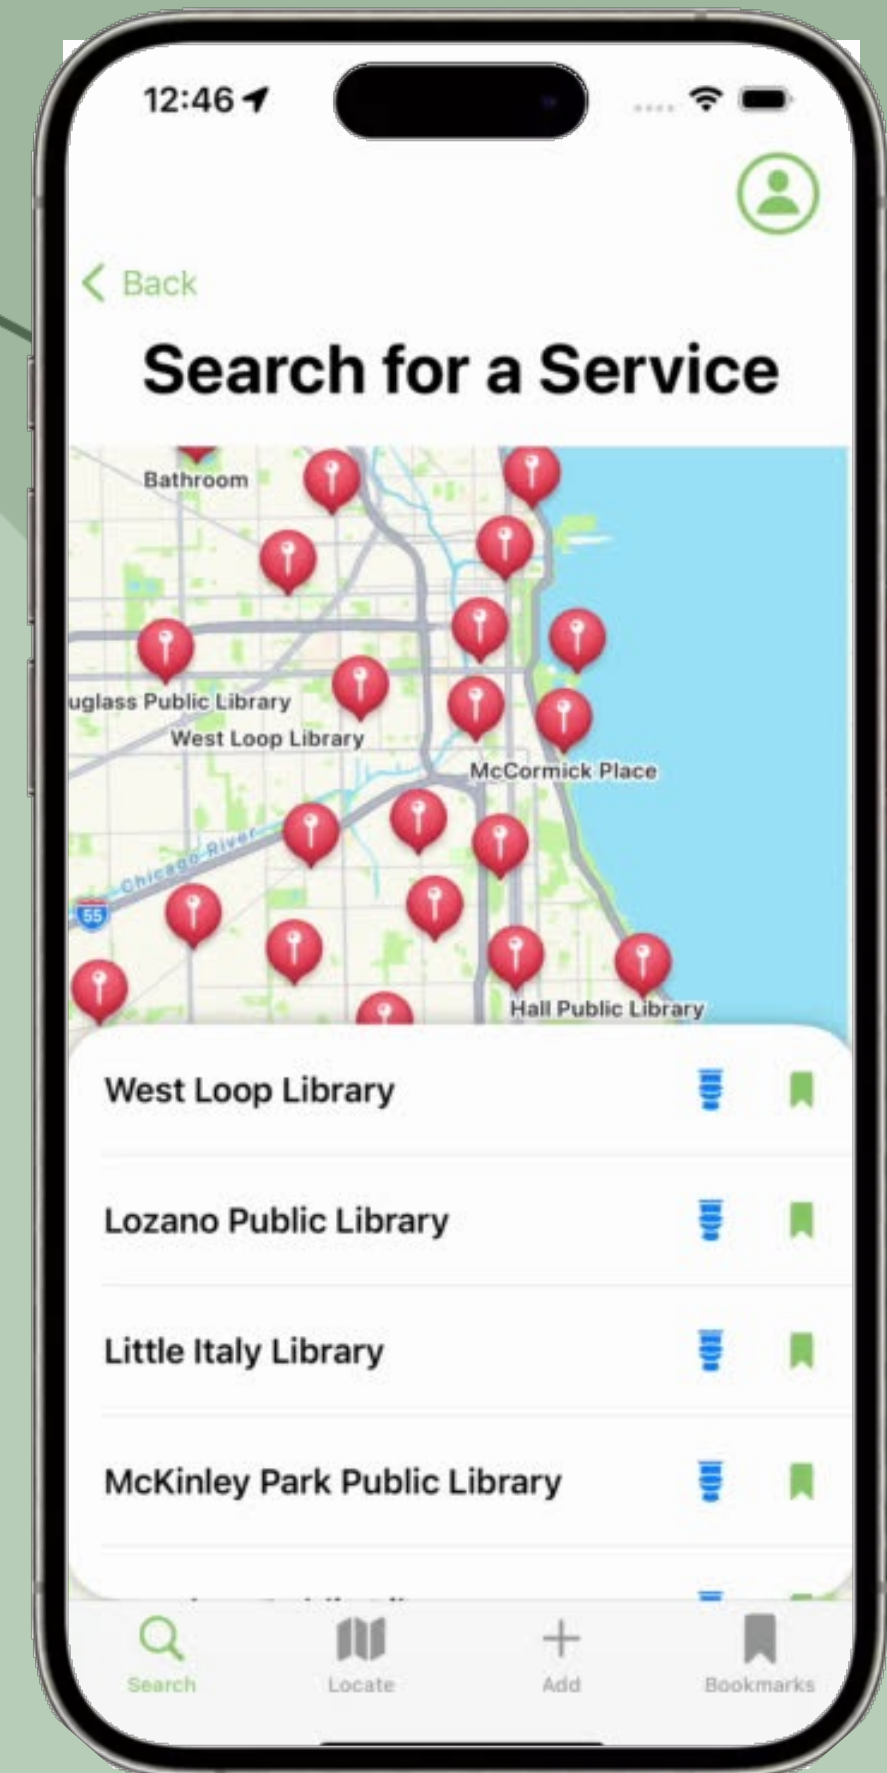 12:46
Back
Search for a Service
Bathroom
uglass Public Library
West Loop Library
McCormick Place
Chicago River
55
Hall Public Library
West Loop Library
Lozano Public Library
Little Italy Library
McKinley Park Public Library
Search
Locate
Add
Bookmarks